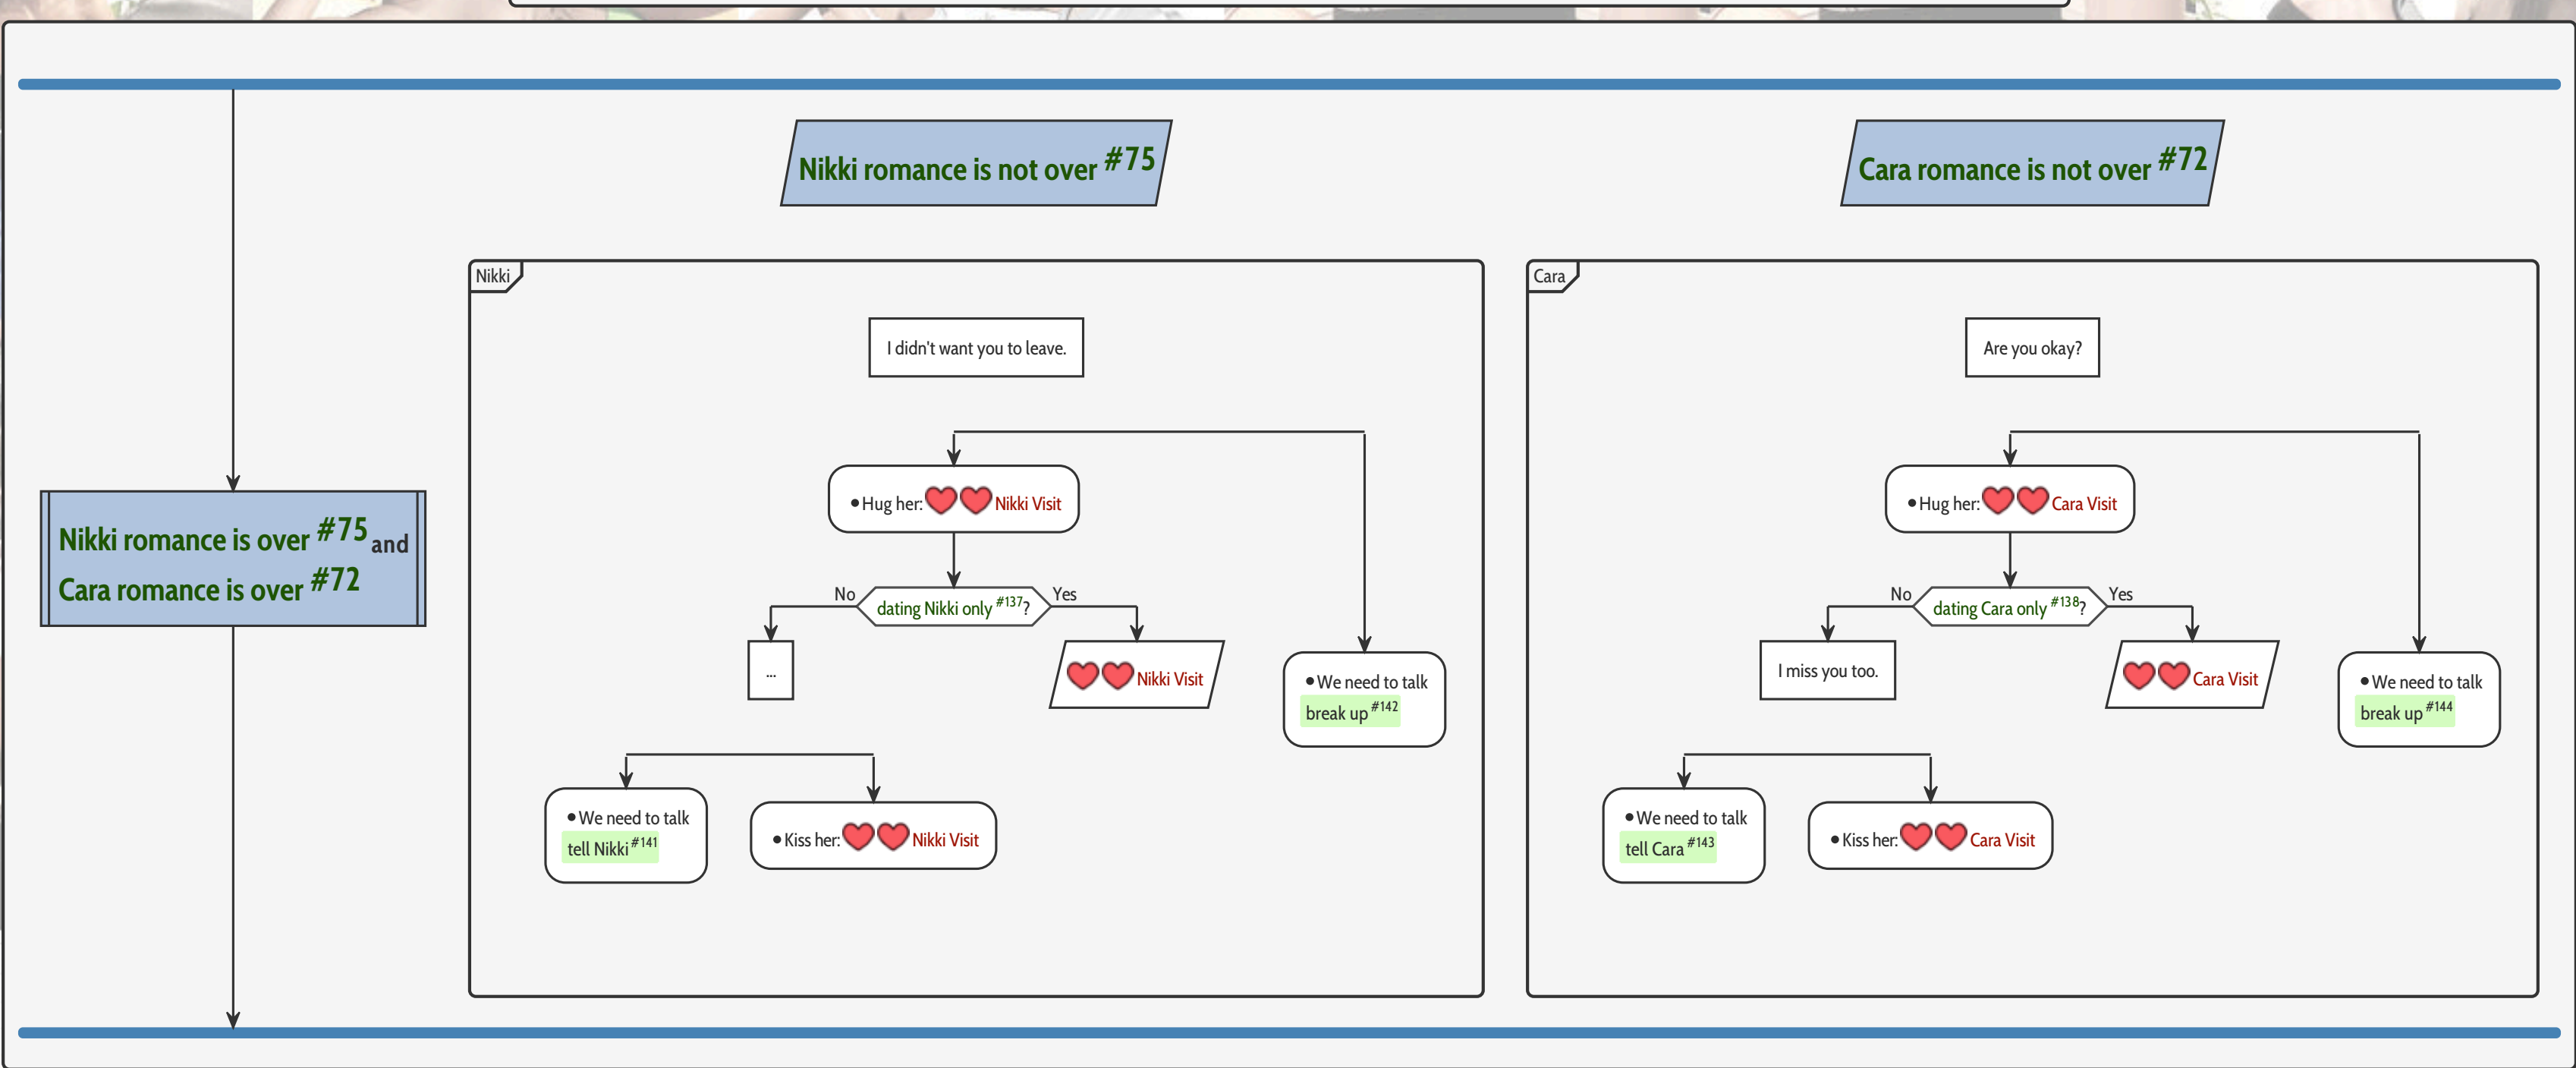 Nikki romance is not over #75
Cara romance is not over #72
Nikki romance is over #75 and
Cara romance is over #72
Nikki
I didn't want you to leave.
• Hug her: Nikki Visit
No
dating Nikki only #137?
Yes
...
Nikki Visit
• We need to talk
break up #142
• We need to talk
tell Nikki #141
• Kiss her: Nikki Visit
Cara
Are you okay?
• Hug her: Cara Visit
No
dating Cara only #138?
Yes
I miss you too.
Cara Visit
• We need to talk
break up #144
• We need to talk
tell Cara #143
• Kiss her: Cara Visit